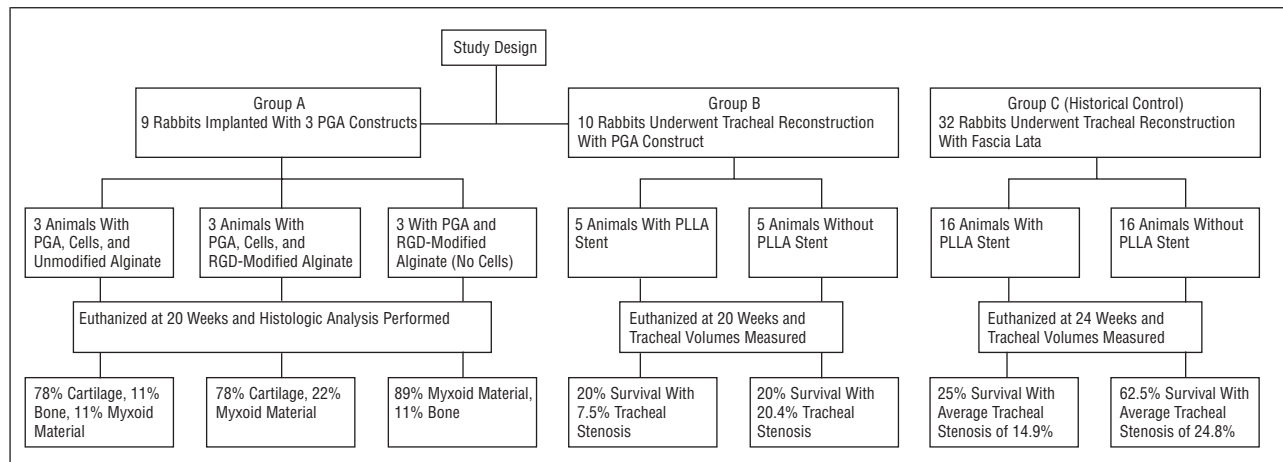 Study Design
Group A
9 Rabbits Implanted With 3 PGA Constructs
Group B
10 Rabbits Underwent Tracheal Reconstruction
With PGA Construct
Group C (Historical Control)
32 Rabbits Underwent Tracheal Reconstruction
With Fascia Lata
3 Animals With
PGA, Cells, and
Unmodified Alginate
3 Animals With
PGA, Cells, and
RGD-Modified Alginate
3 With PGA and
RGD-Modified
Alginate (No Cells)
5 Animals With PLLA
Stent
5 Animals Without
PLLA Stent
16 Animals With
PLLA Stent
16 Animals Without
PLLA Stent
Euthanized at 20 Weeks and Histologic Analysis Performed
Euthanized at 20 Weeks and
Tracheal Volumes Measured
Euthanized at 24 Weeks and
Tracheal Volumes Measured
78% Cartilage, 11%
Bone, 11% Myxoid
Material
78% Cartilage, 22%
Myxoid Material
89% Myxoid Material,
11% Bone
20% Survival With
7.5% Tracheal
Stenosis
20% Survival With
20.4% Tracheal
Stenosis
25% Survival With
Average Tracheal
Stenosis of 14.9%
62.5% Survival With
Average Tracheal
Stenosis of 24.8%